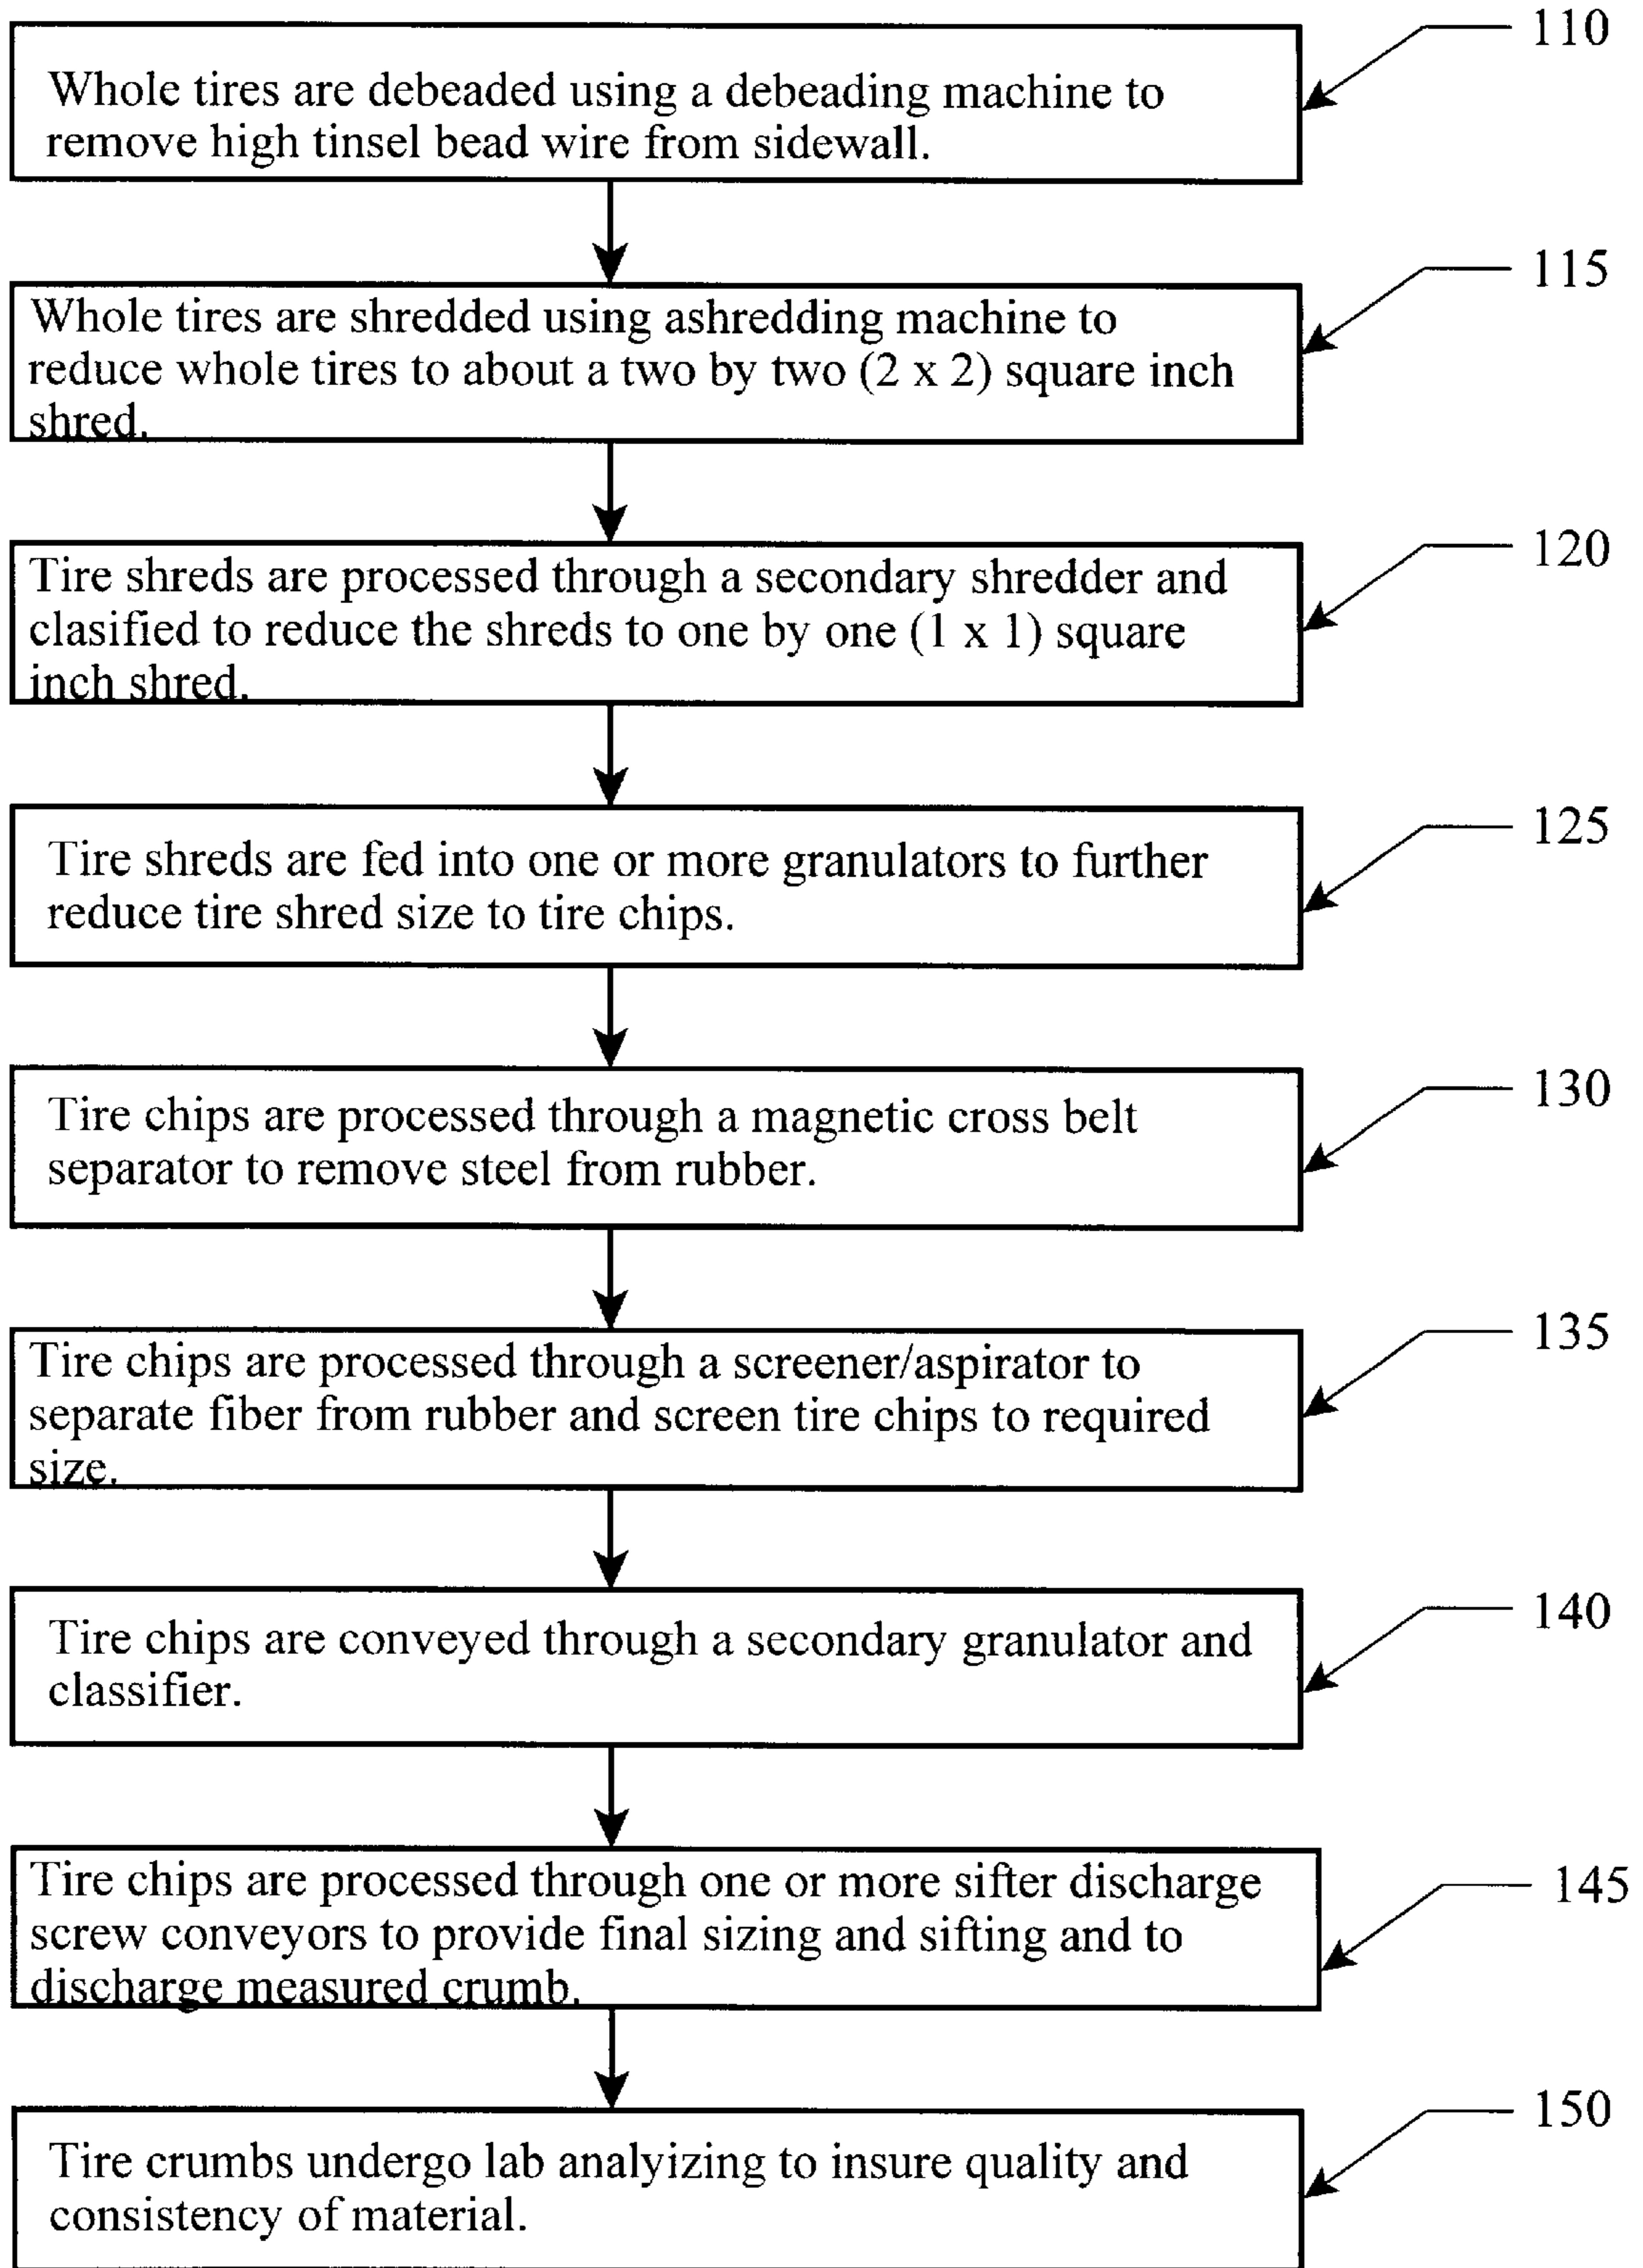 110
Whole tires are debeaded using a debeading machine to
remove high tinsel bead wire from sidewall.
115
Whole tires are shredded using ashredding machine to
reduce whole tires to about a two by two (2 x 2) square inch
shred.
120
Tire shreds are processed through a secondary shredder and
clasified to reduce the shreds to one by one (1 x 1) square
inch shred.
125
Tire shreds are fed into one or more granulators to further
reduce tire shred size to tire chips.
130
Tire chips are processed through a magnetic cross belt
separator to remove steel from rubber.
135
Tire chips are processed through a screener/aspirator to
separate fiber from rubber and screen tire chips to required
size.
140
Tire chips are conveyed through a secondary granulator and
classifier.
145
Tire chips are processed through one or more sifter discharge
screw conveyors to provide final sizing and sifting and to
discharge measured crumb.
150
Tire crumbs undergo lab analyizing to insure quality and
consistency of material.